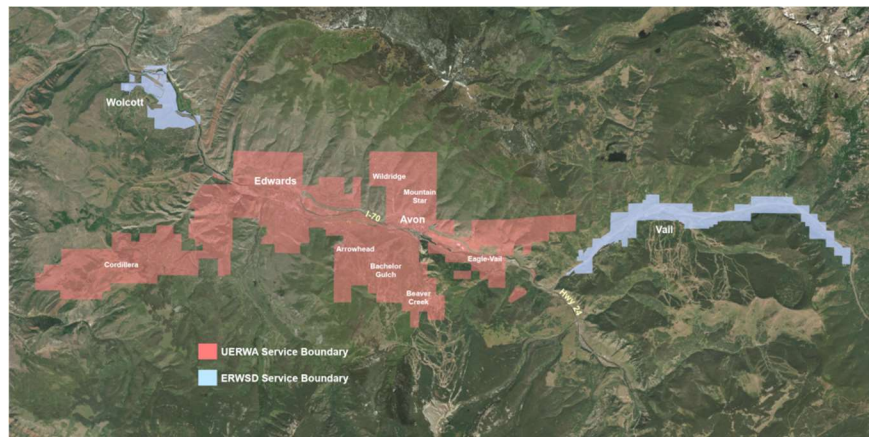 Wolcott
Edwards
Wildridge
Mountain
Star
I-70
Avon
Vail
Arrowhead
Eagle-Vail
Cordillera
Bachelor
Gulch
Beaver
Creek
Hwy-24
UERWA Service Boundary
ERWSD Service Boundary